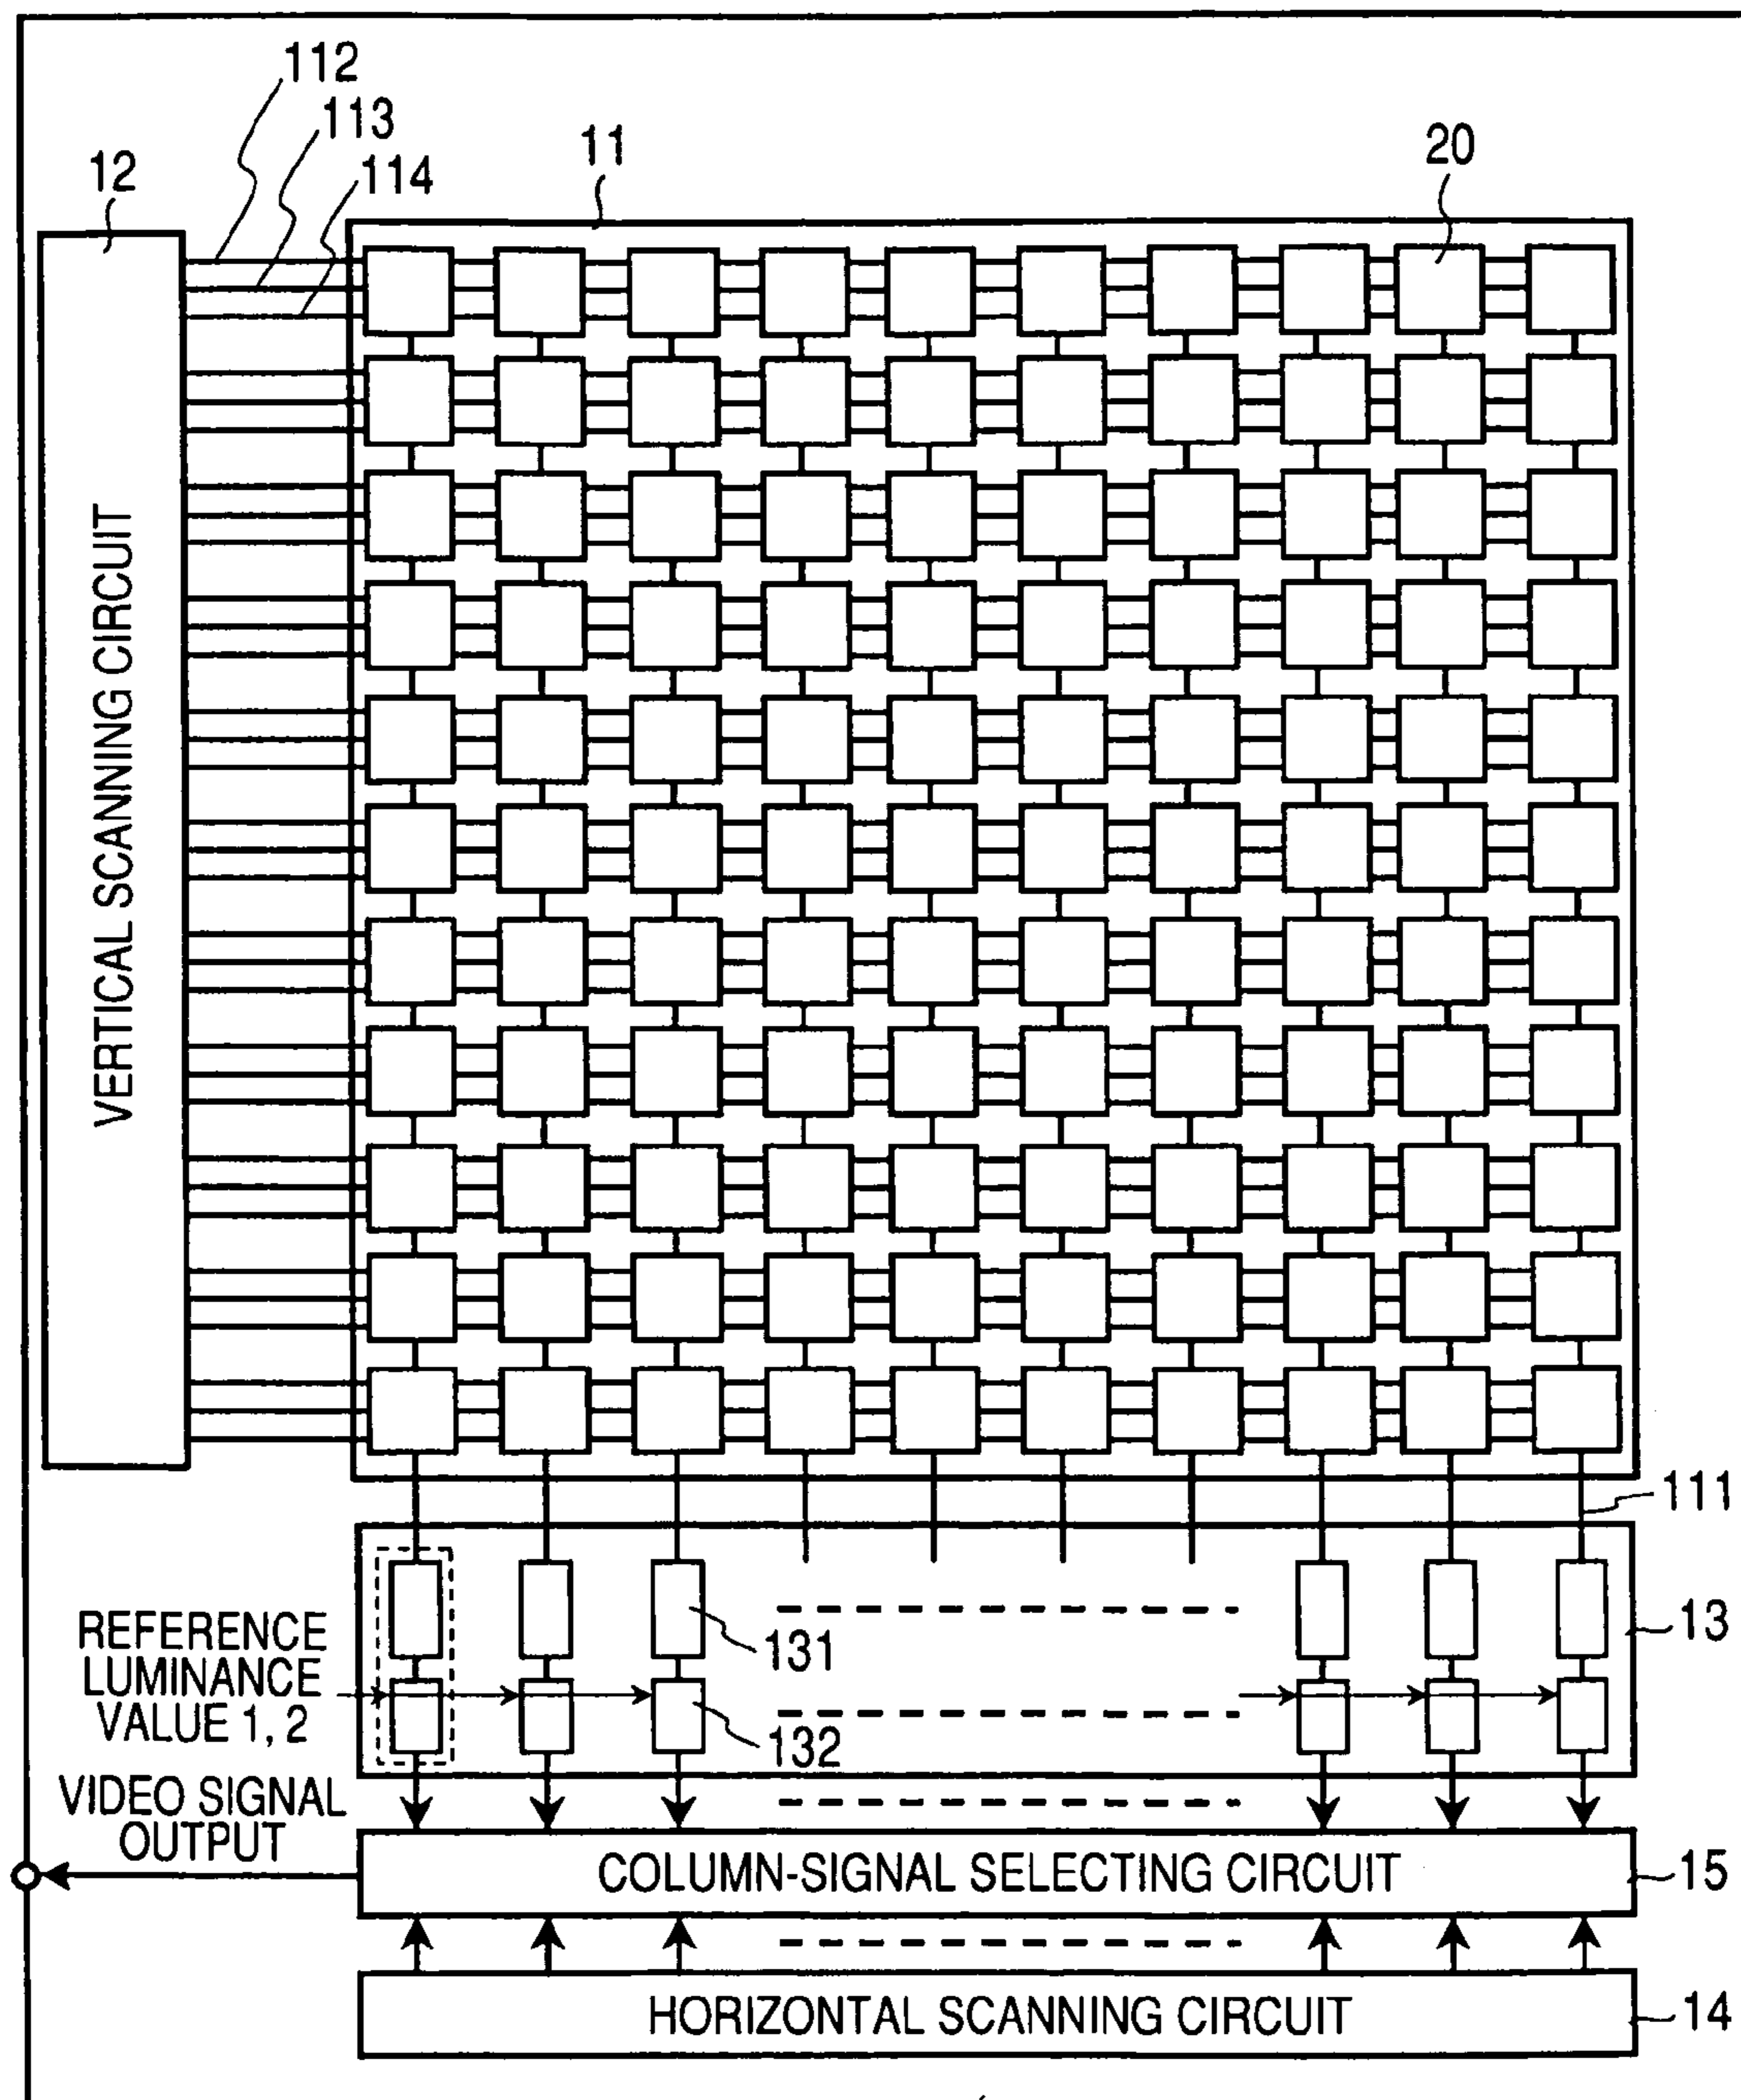 112
113
114
12
11
20
VERTICAL SCANNING CIRCUIT
111
REFERENCE
LUMINANCE
VALUE 1, 2
131
13
132
VIDEO SIGNAL
OUTPUT
COLUMN-SIGNAL SELECTING CIRCUIT
15
HORIZONTAL SCANNING CIRCUIT
14